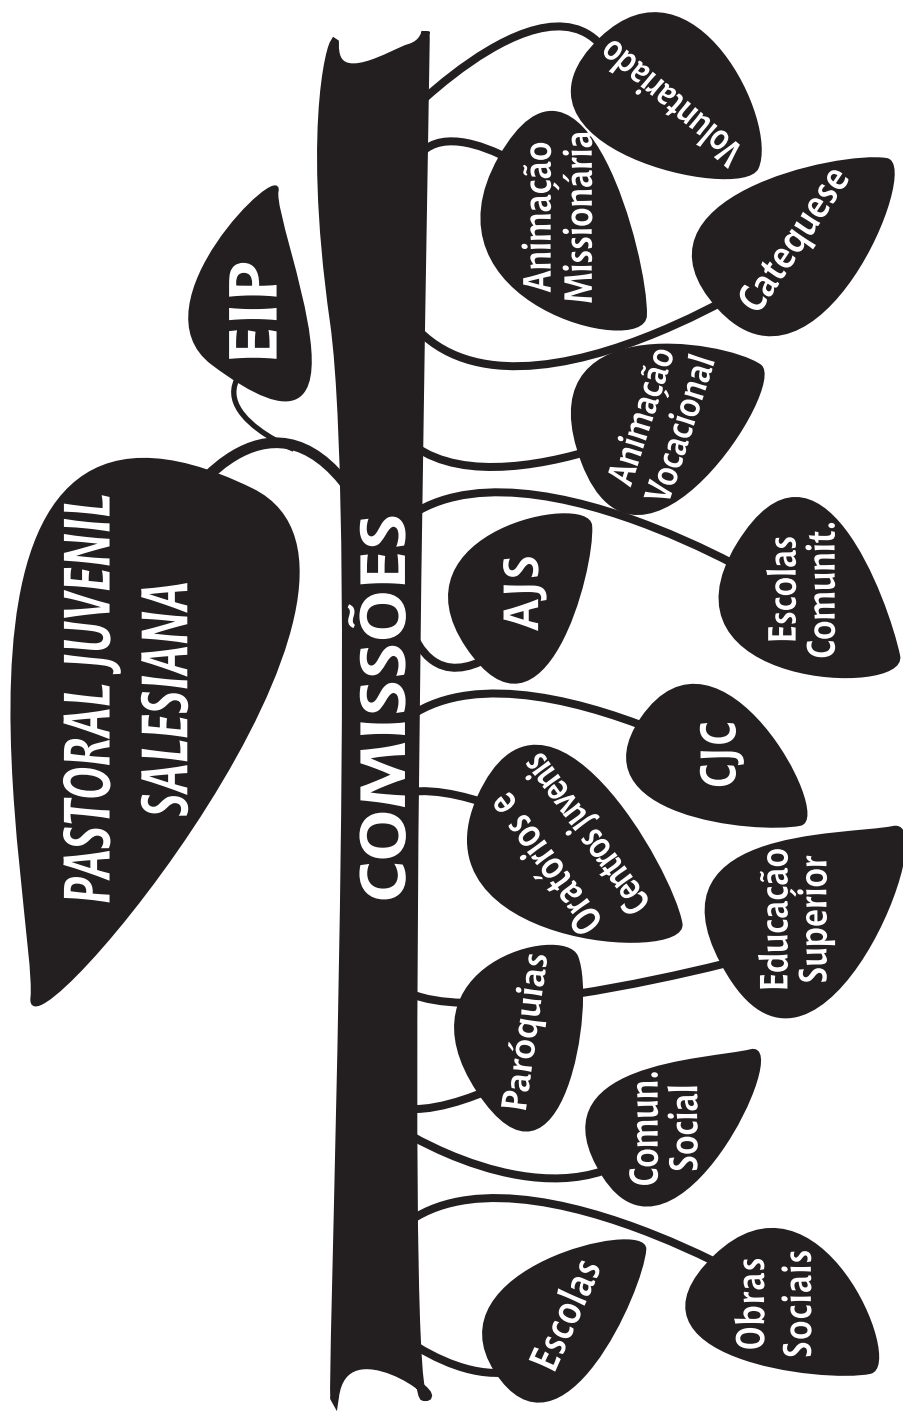 PASTORAL JUVENIL
SALESIANA
EIP
COMISSÕES
Escolas
Obras
Sociais
Comun.
Social
Paróquias
Educação
Superior
Oratórios e
Centros juvenis
CJC
AJS
Escolas
Comunit.
Animação
Vocacional
Catequese
Animação
Missionária
Voluntariado